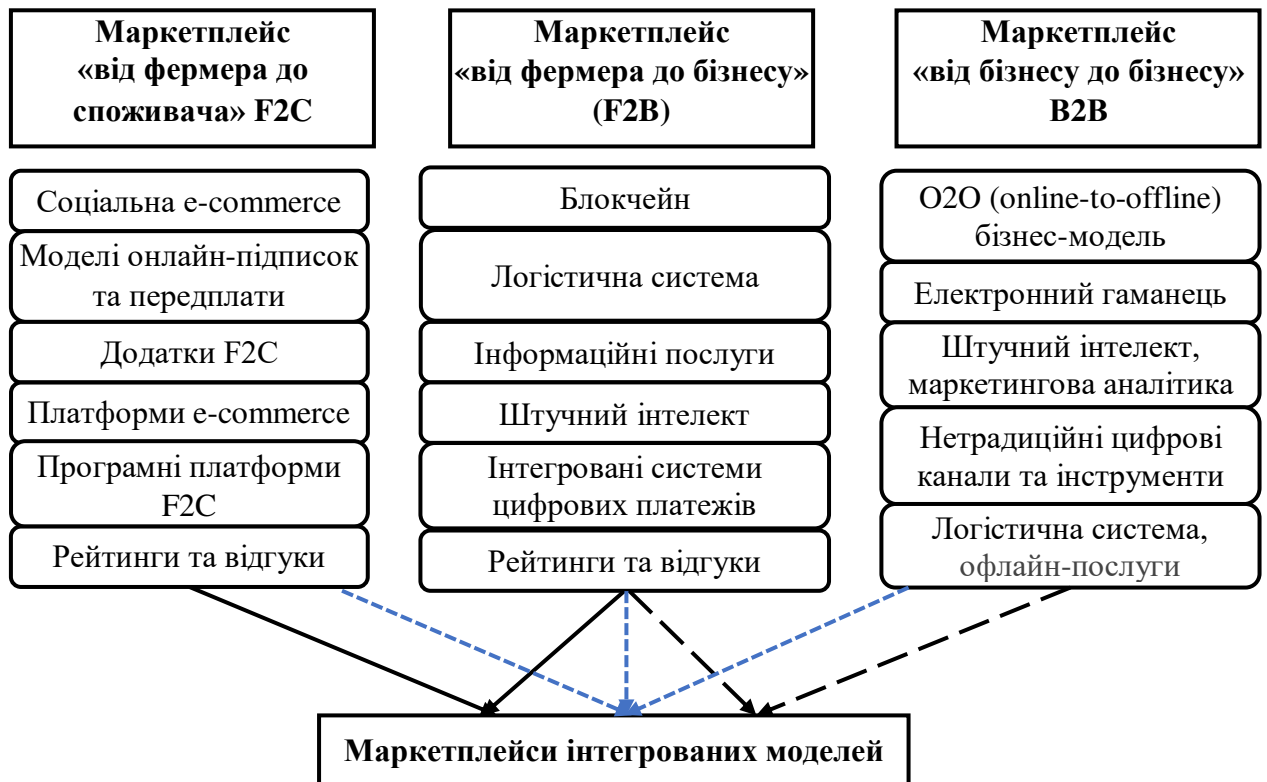 Маркетплейс
«від фермера до
споживача» F2C
Соціальна e-commerce
Моделі онлайн-підписок
та передплати
Додатки F2C
Платформи e-commerce
Програмні платформи
F2C
Рейтинги та відгуки
Маркетплейс
«від фермера до бізнесу»
(F2B)
Блокчейн
Логістична система
Інформаційні послуги
Штучний інтелект
Інтегровані системи
цифрових платежів
Рейтинги та відгуки
Маркетплейс
«від бізнесу до бізнесу»
B2B
O2O (online-to-offline)
бізнес-модель
Електронний гаманець
Штучний інтелект,
маркетингова аналітика
Нетрадиційні цифрові
канали та інструменти
Логістична система,
офлайн-послуги
Маркетплейси інтегрованих моделей